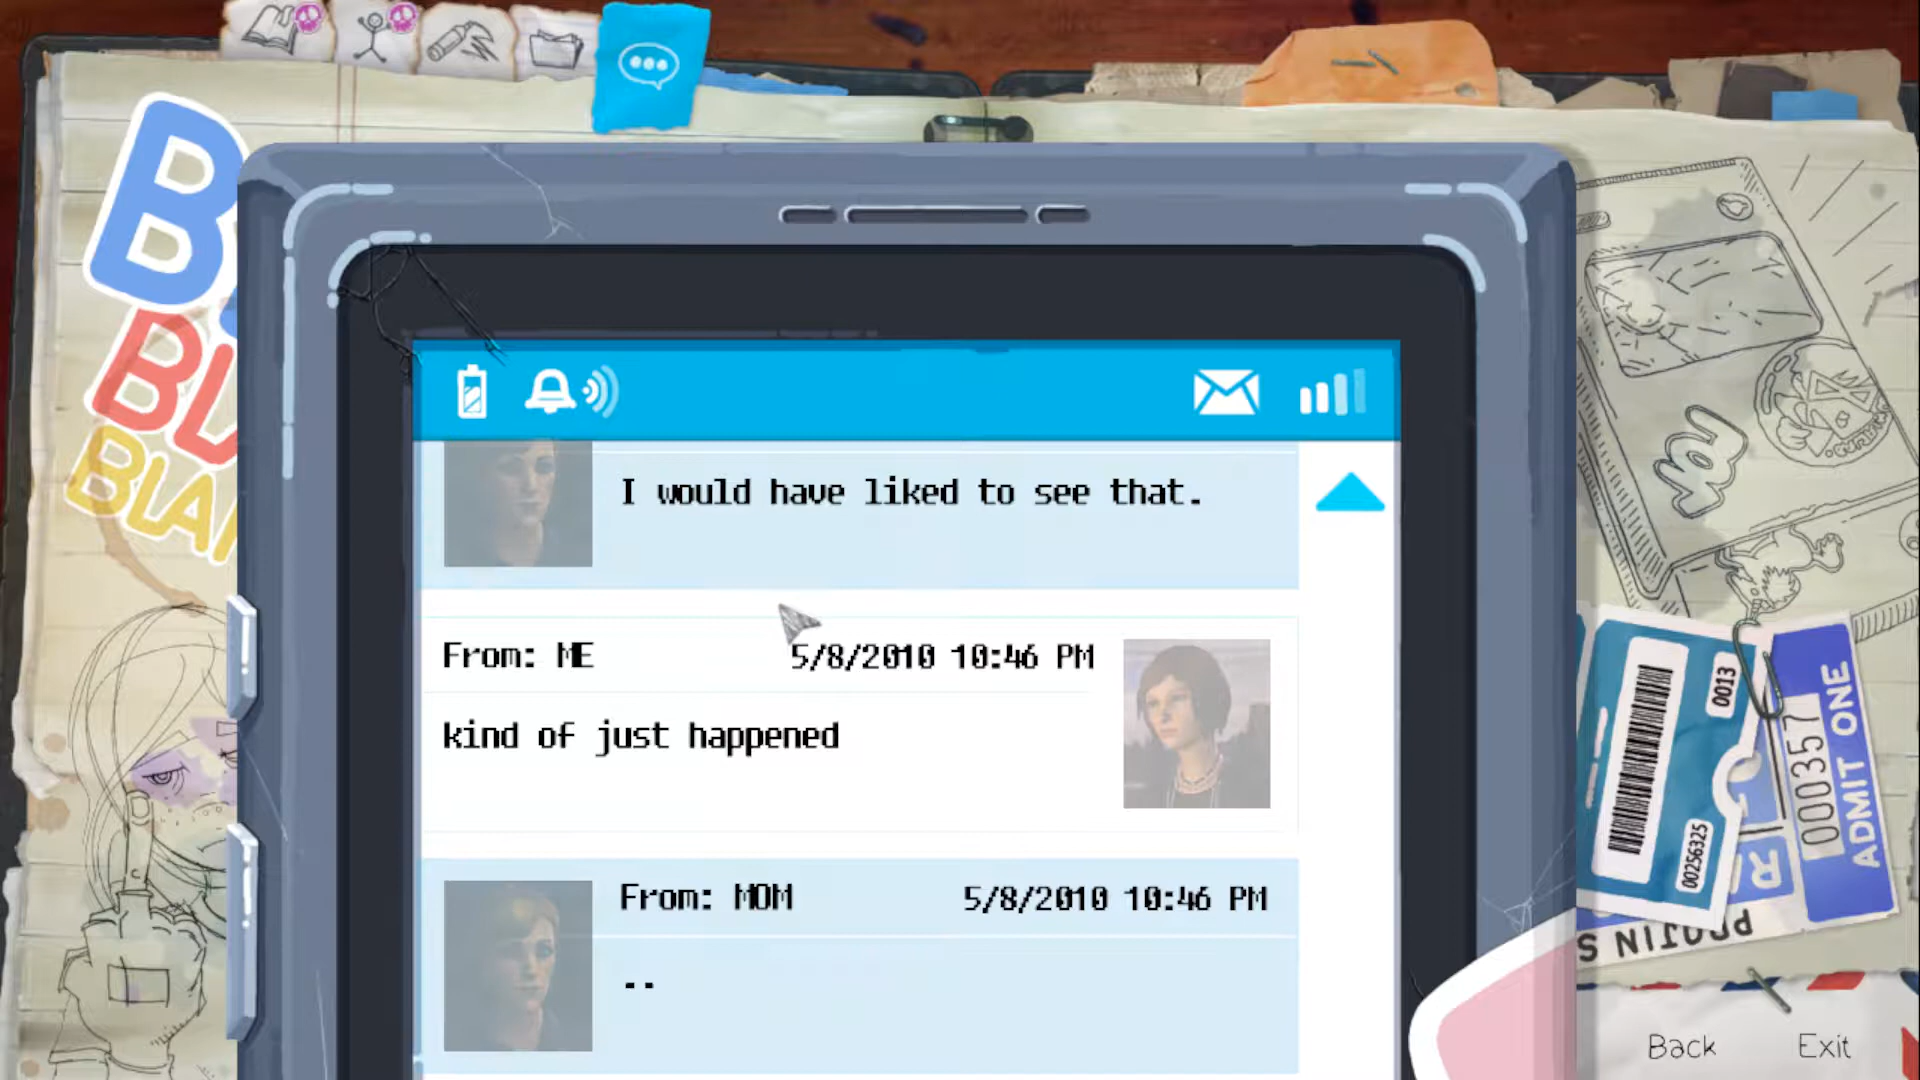 I would have liked to see that.
From: ME 5/8/2010 10:46 PM
kind of just happened
From: MOM 5/8/2010 10:46 PM
..
0013
00256325
000357
ADMIT ONE
Back Exit